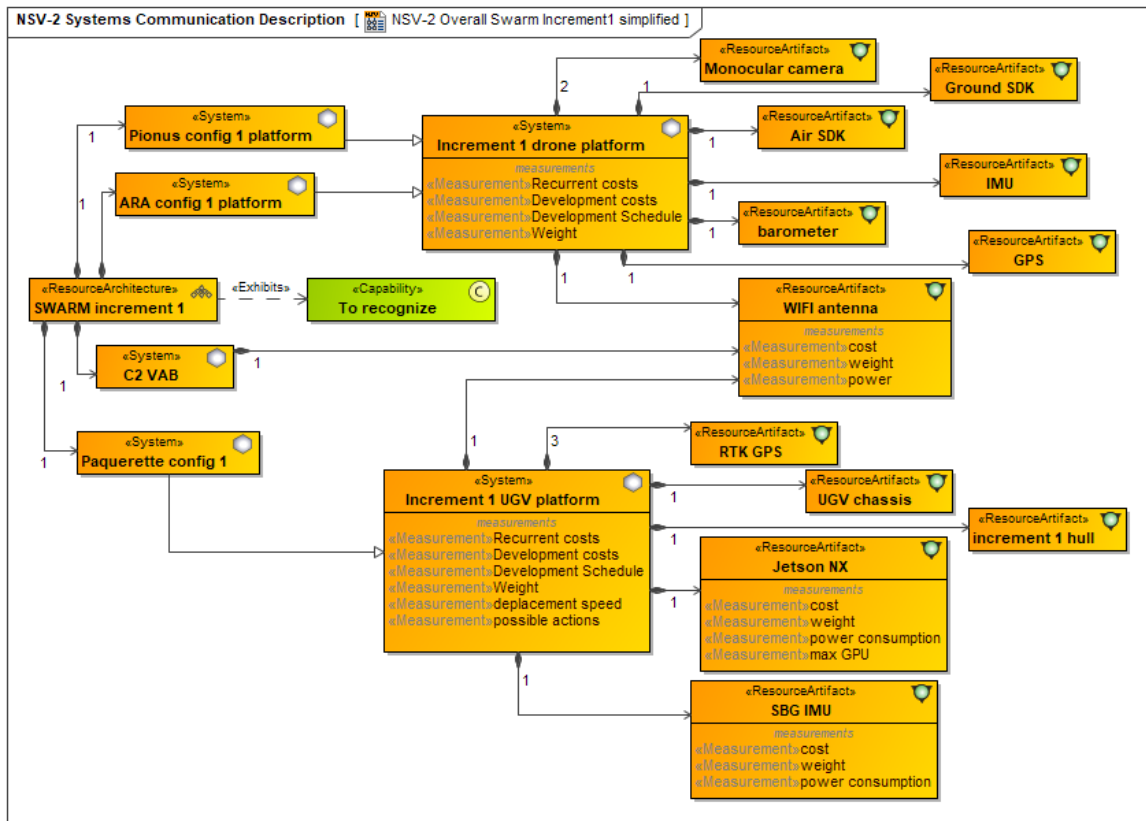 NSV-2 Systems Communication Description [ NSV-2 Overall Swarm Increment1 simplified ]
«ResourceArtifact»
Monocular camera
2
1
«ResourceArtifact»
Ground SDK
«System»
Pionus config 1 platform
1
«System»
Increment 1 drone platform
measurements
«Measurement»Recurrent costs
«Measurement»Development costs
«Measurement»Development Schedule
«Measurement»Weight
1
«ResourceArtifact»
Air SDK
«ResourceArtifact»
IMU
1
«System»
ARA config 1 platform
1
«ResourceArtifact»
barometer
1
«ResourceArtifact»
GPS
1
1
«ResourceArchitecture»
SWARM increment 1
«Exhibits»
«Capability»
To recognize
C
«ResourceArtifact»
WIFI antenna
measurements
«Measurement»cost
«Measurement»weight
«Measurement»power
«System»
C2 VAB
1
1
«System»
Paquerette config 1
1
1
3
«ResourceArtifact»
RTK GPS
«System»
Increment 1 UGV platform
measurements
«Measurement»Recurrent costs
«Measurement»Development costs
«Measurement»Development Schedule
«Measurement»Weight
«Measurement»deplacement speed
«Measurement»possible actions
1
«ResourceArtifact»
UGV chassis
1
«ResourceArtifact»
increment 1 hull
1
«ResourceArtifact»
Jetson NX
measurements
«Measurement»cost
«Measurement»weight
«Measurement»power consumption
«Measurement»max GPU
1
«ResourceArtifact»
SBG IMU
measurements
«Measurement»cost
«Measurement»weight
«Measurement»power consumption